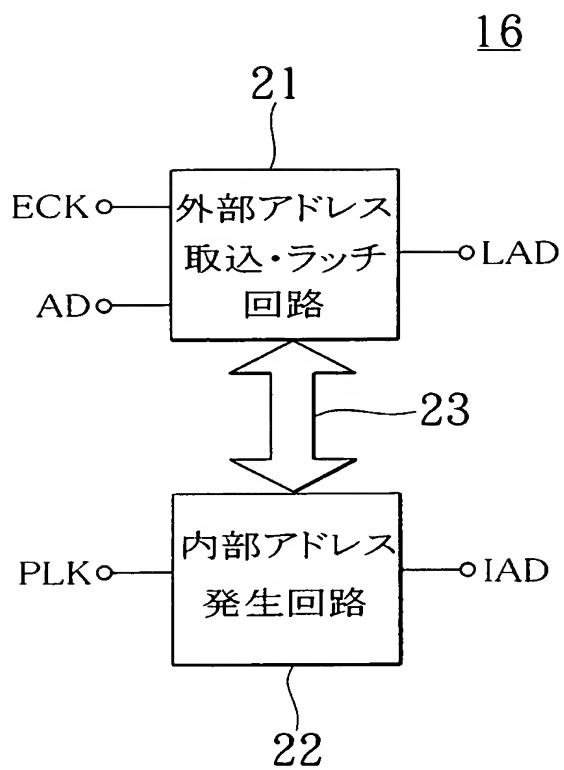 16
21
ECK
外部アドレス
取込・ラッチ
回路
LAD
AD
23
内部アドレス
発生回路
PLK
IAD
22